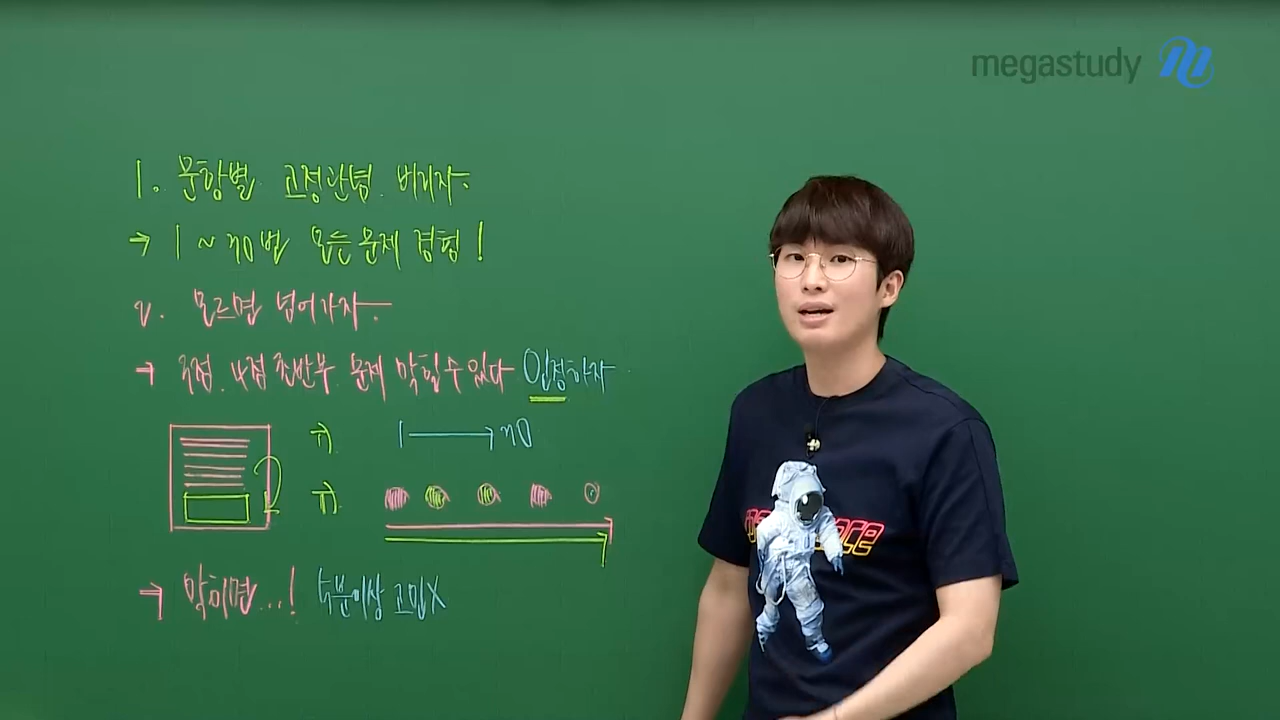 megastudy
1. 문항별 고정관념 버리자.
→ 1 ~ 30번 모든 문제 경험!
2. 모르면 넘어가자.
→ 3점, 4점 초반부 문제 막힐 수 있다 인정하자
i) 1 → 30
ii)
→ 막히면...! 5분이상 고민X